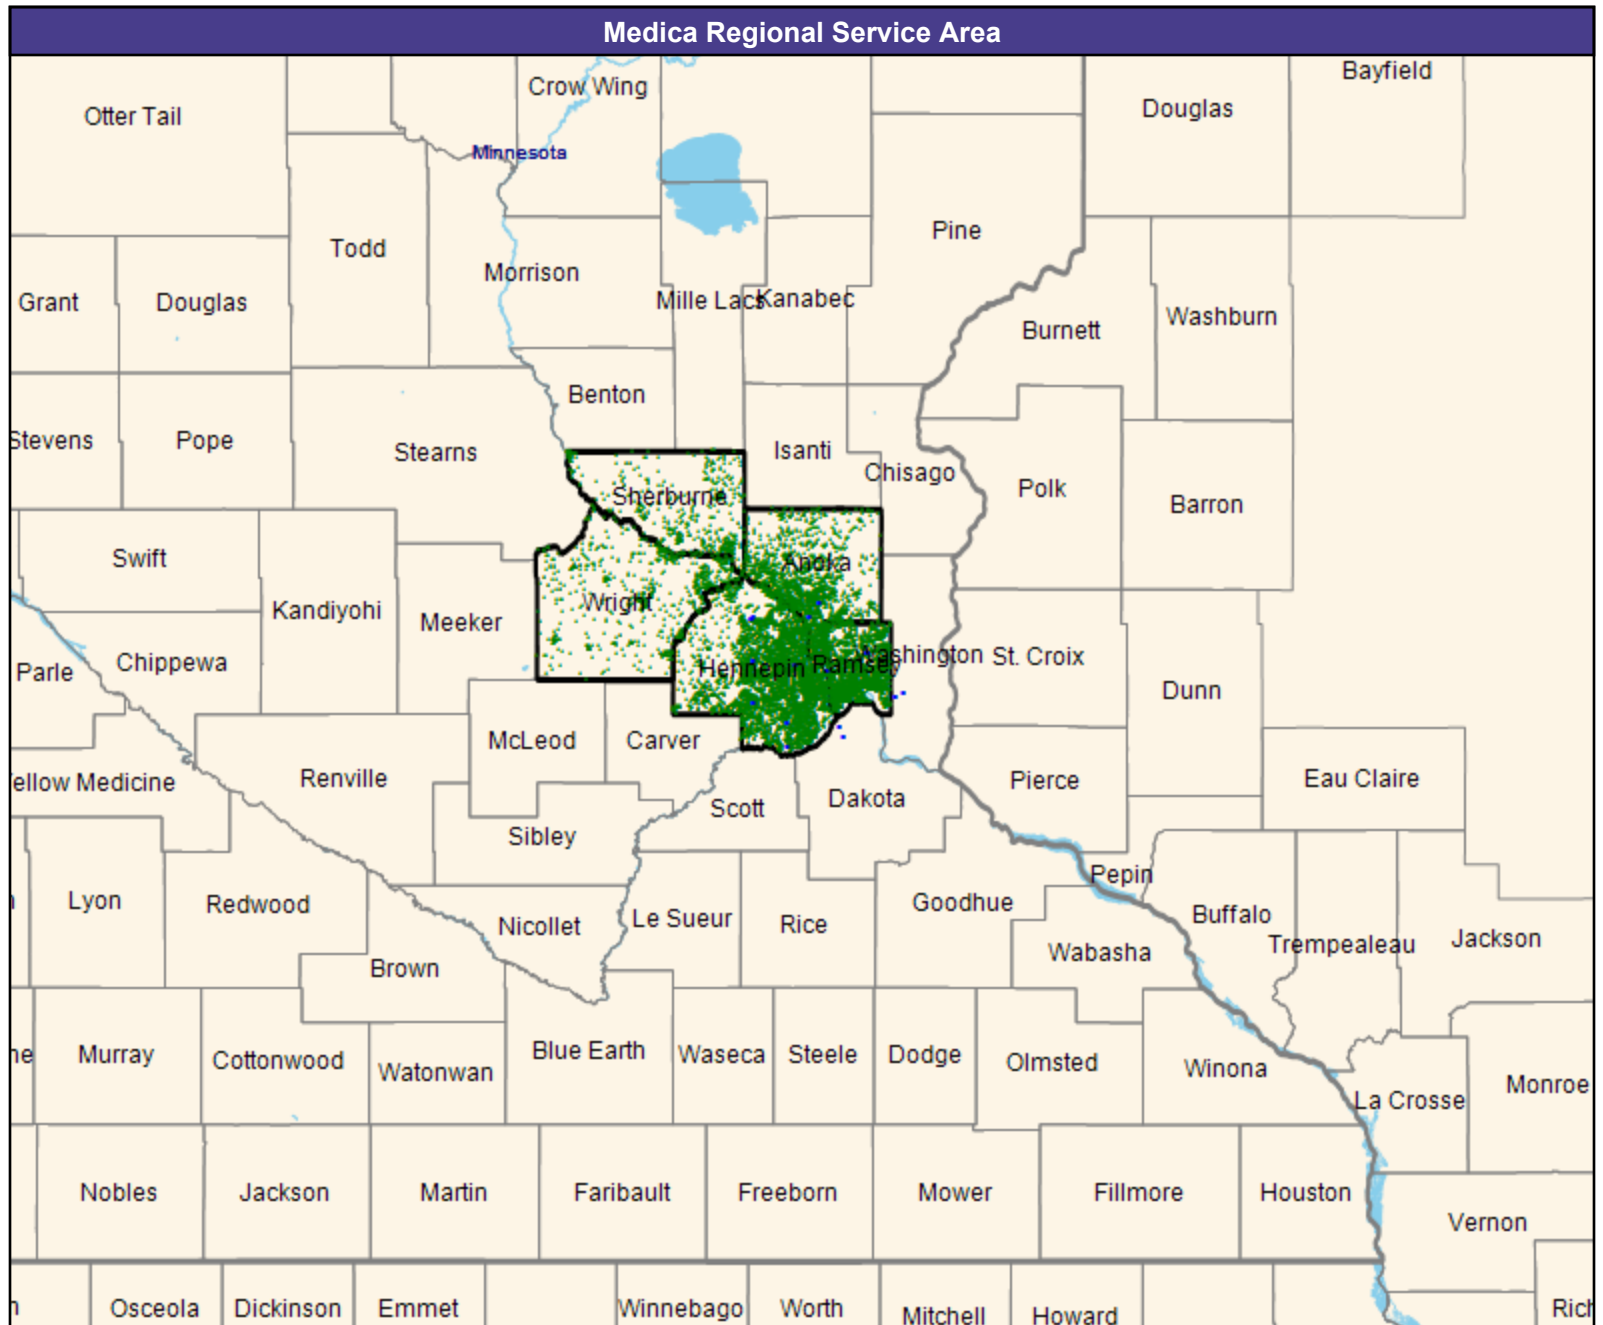 Medica Regional Service Area
Bayfield
Crow Wing
Otter Tail
Douglas
Minnesota
Pine
Todd
Morrison
Grant
Douglas
Mille Lacs
Kanabec
Washburn
Burnett
Benton
Stevens
Pope
Stearns
Isanti
Chisago
Polk
Barron
Sherburne
Swift
Anoka
Kandiyohi
Wright
Meeker
Parle
Chippewa
Hennepin
Ramsey
Washington
St. Croix
Dunn
McLeod
Carver
Yellow Medicine
Renville
Pierce
Eau Claire
Scott
Dakota
Sibley
Pepin
Lyon
Redwood
Goodhue
Buffalo
Nicollet
Le Sueur
Rice
Trempealeau
Jackson
Brown
Wabasha
Murray
Cottonwood
Watonwan
Blue Earth
Waseca
Steele
Dodge
Olmsted
Winona
La Crosse
Monroe
Nobles
Jackson
Martin
Faribault
Freeborn
Mower
Fillmore
Houston
Vernon
Osceola
Dickinson
Emmet
Winnebago
Worth
Mitchell
Howard
Rich